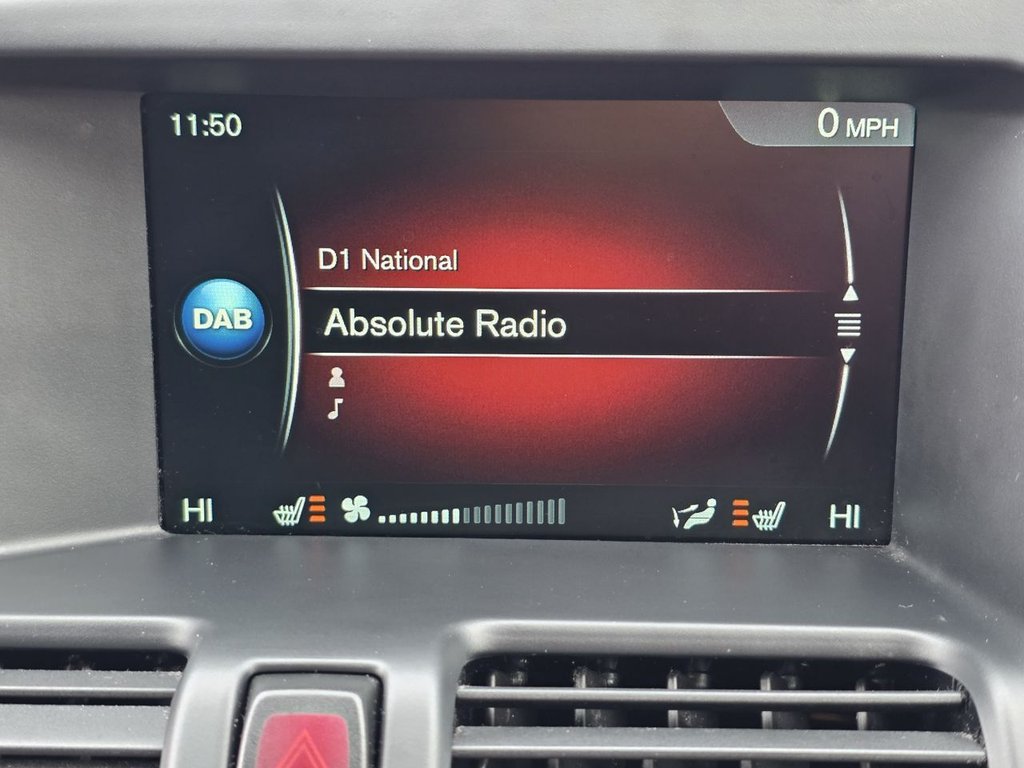 11:50
0 MPH
D1 National
DAB
Absolute Radio
HI
HI